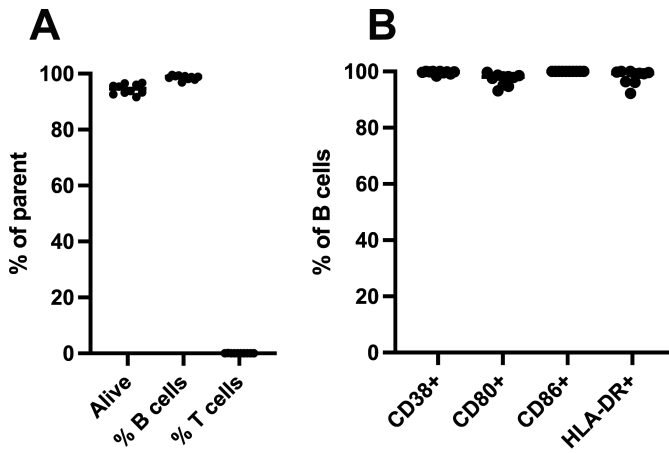 A
% of parent
100
80
60
40
20
0
Alive
% B cells
% T cells
B
% of B cells
100
80
60
40
20
0
CD38+
CD80+
CD86+
HLA-DR+